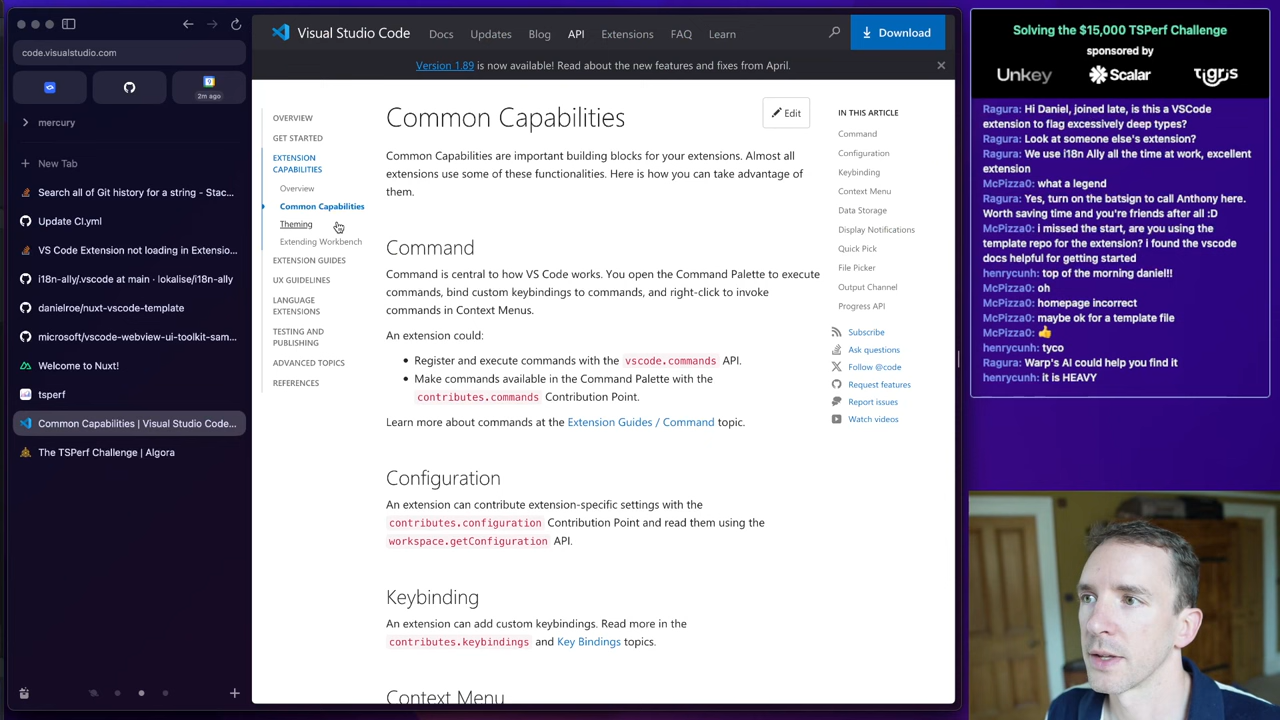 code.visualstudio.com
2m ago
mercury
New Tab
Search all of Git history for a string - Stac...
Update CI.yml
VS Code Extension not loading in Extensio...
i18n-ally/.vscode at main · lokalise/i18n-ally
danielroe/nuxt-vscode-template
microsoft/vscode-webview-ui-toolkit-sam...
Welcome to Nuxt!
tsperf
Common Capabilities | Visual Studio Code...
The TSPerf Challenge | Algora
Visual Studio Code
Docs
Updates
Blog
API
Extensions
FAQ
Learn
Download
Version 1.89 is now available! Read about the new features and fixes from April.
OVERVIEW
GET STARTED
EXTENSION
CAPABILITIES
Overview
Common Capabilities
Theming
Extending Workbench
EXTENSION GUIDES
UX GUIDELINES
LANGUAGE
EXTENSIONS
TESTING AND
PUBLISHING
ADVANCED TOPICS
REFERENCES
Common Capabilities
Edit
Common Capabilities are important building blocks for your extensions. Almost all
extensions use some of these functionalities. Here is how you can take advantage of
them.
Command
Command is central to how VS Code works. You open the Command Palette to execute
commands, bind custom keybindings to commands, and right-click to invoke
commands in Context Menus.
An extension could:
• Register and execute commands with the vscode.commands API.
• Make commands available in the Command Palette with the
contributes.commands Contribution Point.
Learn more about commands at the Extension Guides / Command topic.
Configuration
An extension can contribute extension-specific settings with the
contributes.configuration Contribution Point and read them using the
workspace.getConfiguration API.
Keybinding
An extension can add custom keybindings. Read more in the
contributes.keybindings and Key Bindings topics.
Context Menu
IN THIS ARTICLE
Command
Configuration
Keybinding
Context Menu
Data Storage
Display Notifications
Quick Pick
File Picker
Output Channel
Progress API
Subscribe
Ask questions
Follow @code
Request features
Report issues
Watch videos
Solving the $15,000 TSPerf Challenge
sponsored by
Unkey
Scalar
tigris
Ragura: Hi Daniel, joined late, is this a VSCode
extension to flag excessively deep types?
Ragura: Look at someone else's extension?
Ragura: We use i18n Ally all the time at work, excellent
extension
McPizza0: what a legend
Ragura: Yes, turn on the batsign to call Anthony here.
Worth saving time and you're friends after all :D
McPizza0: i missed the start, are you using the
template repo for the extension? i found the vscode
docs helpful for getting started
henrycunh: top of the morning daniel!!
McPizza0: oh
McPizza0: homepage incorrect
McPizza0: maybe ok for a template file
McPizza0: 👍
henrycunh: tyco
Ragura: Warp's AI could help you find it
henrycunh: it is HEAVY